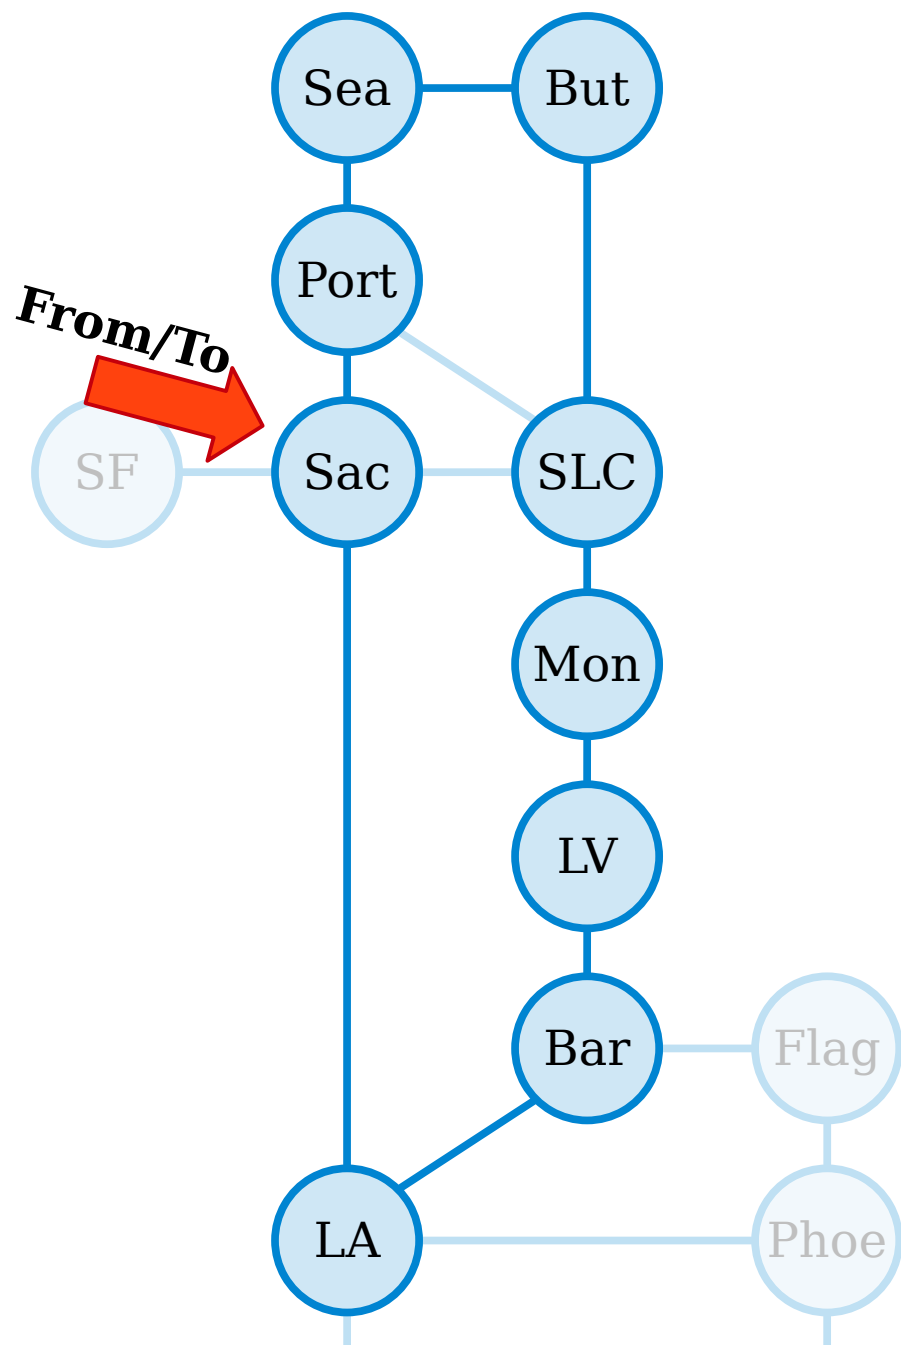 Sea
But
Port
From/To
SF
Sac
SLC
Mon
LV
Bar
Flag
LA
Phoe